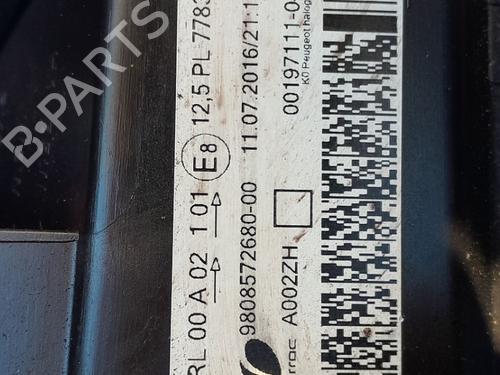 RL 00 A 02 1 01 E8 12,5 PL 7783
9808572680-00 11.07.2016/21:1
A002ZH 00197111-0
K0 Peugeot halog
B-PARTS